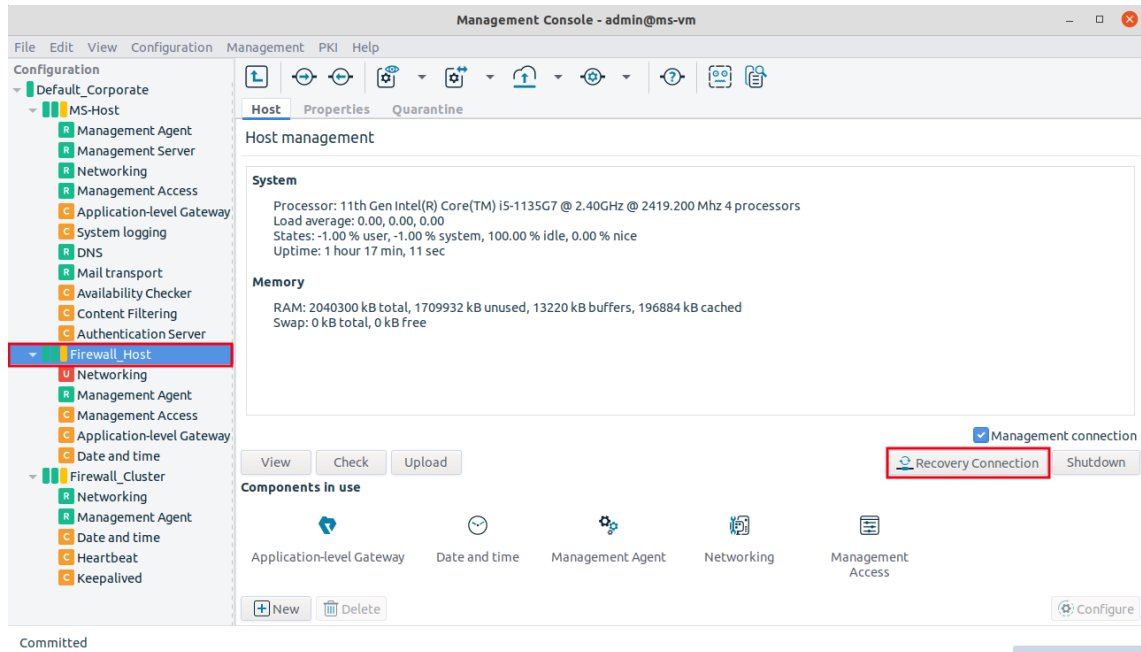 Management Console - admin@ms-vm
File Edit View Configuration Management PKI Help
Configuration
Default_Corporate
MS-Host
R Management Agent
R Management Server
R Networking
R Management Access
C Application-level Gateway
C System logging
R DNS
R Mail transport
C Availability Checker
C Content Filtering
C Authentication Server
Firewall_Host
U Networking
R Management Agent
C Management Access
C Application-level Gateway
C Date and time
Firewall_Cluster
R Networking
R Management Agent
C Date and time
C Heartbeat
C Keepalived
Host Properties Quarantine
Host management
System
Processor: 11th Gen Intel(R) Core(TM) i5-1135G7 @ 2.40GHz @ 2419.200 Mhz 4 processors
Load average: 0.00, 0.00, 0.00
States: -1.00 % user, -1.00 % system, 100.00 % idle, 0.00 % nice
Uptime: 1 hour 17 min, 11 sec
Memory
RAM: 2040300 kB total, 1709932 kB unused, 13220 kB buffers, 196884 kB cached
Swap: 0 kB total, 0 kB free
Management connection
View Check Upload Recovery Connection Shutdown
Components in use
Application-level Gateway Date and time Management Agent Networking Management
Access
New Delete Configure
Committed